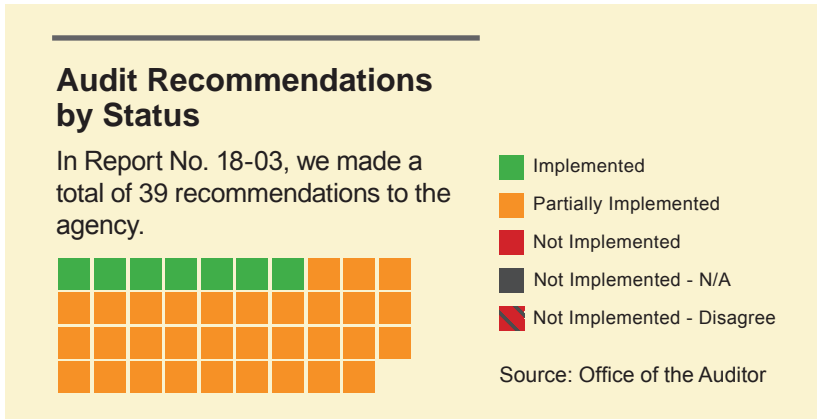 Audit Recommendations
by Status
In Report No. 18-03, we made a
total of 39 recommendations to the
agency.
Implemented
Partially Implemented
Not Implemented
Not Implemented - N/A
Not Implemented - Disagree
Source: Office of the Auditor